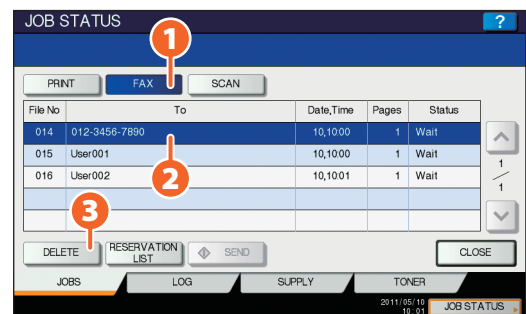 JOB STATUS ?
1
PRINT FAX SCAN
File No To Date,Time Pages Status
014 012-3456-7890 10,10:00 1 Wait
015 User001 10,10:00 1 Wait
016 User002 10,10:01 1 Wait
1
/
1
2
3
DELETE RESERVATION LIST SEND CLOSE
JOBS LOG SUPPLY TONER
2011/05/10
10:01
JOB STATUS